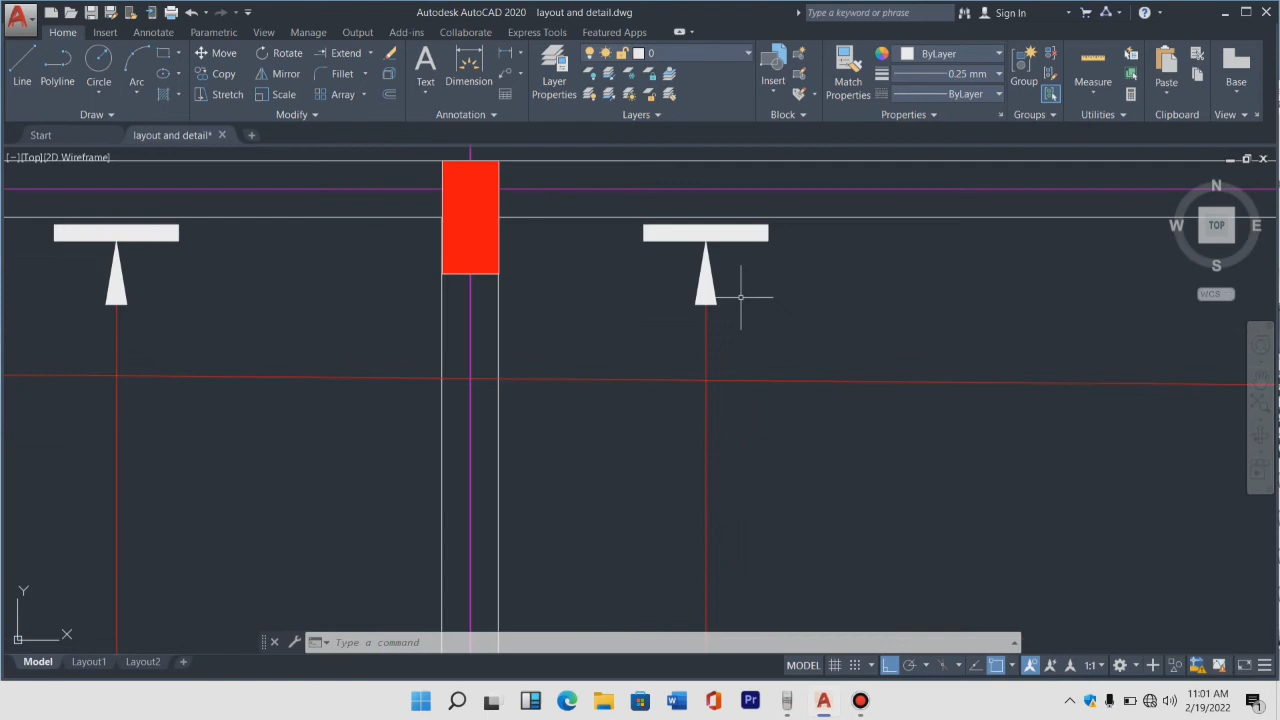 Autodesk AutoCAD 2020 layout and detail.dwg
Type a keyword or phrase
Sign In
Home Insert Annotate Parametric View Manage Output Add-ins Collaborate Express Tools Featured Apps
Line Polyline Circle Arc
Move Rotate Extend
Copy Mirror Fillet
Stretch Scale Array
Text Dimension
Layer Properties
0
Insert
Match Properties
ByLayer
0.25 mm
ByLayer
Group
Measure
Paste
Base
Draw Modify Annotation Layers Block Properties Groups Utilities Clipboard View
Start layout and detail*
[−][Top][2D Wireframe]
N
W TOP E
S
WCS
Y
X
Type a command
Model Layout1 Layout2
MODEL 1:1
W Pr A
11:01 AM
2/19/2022
1